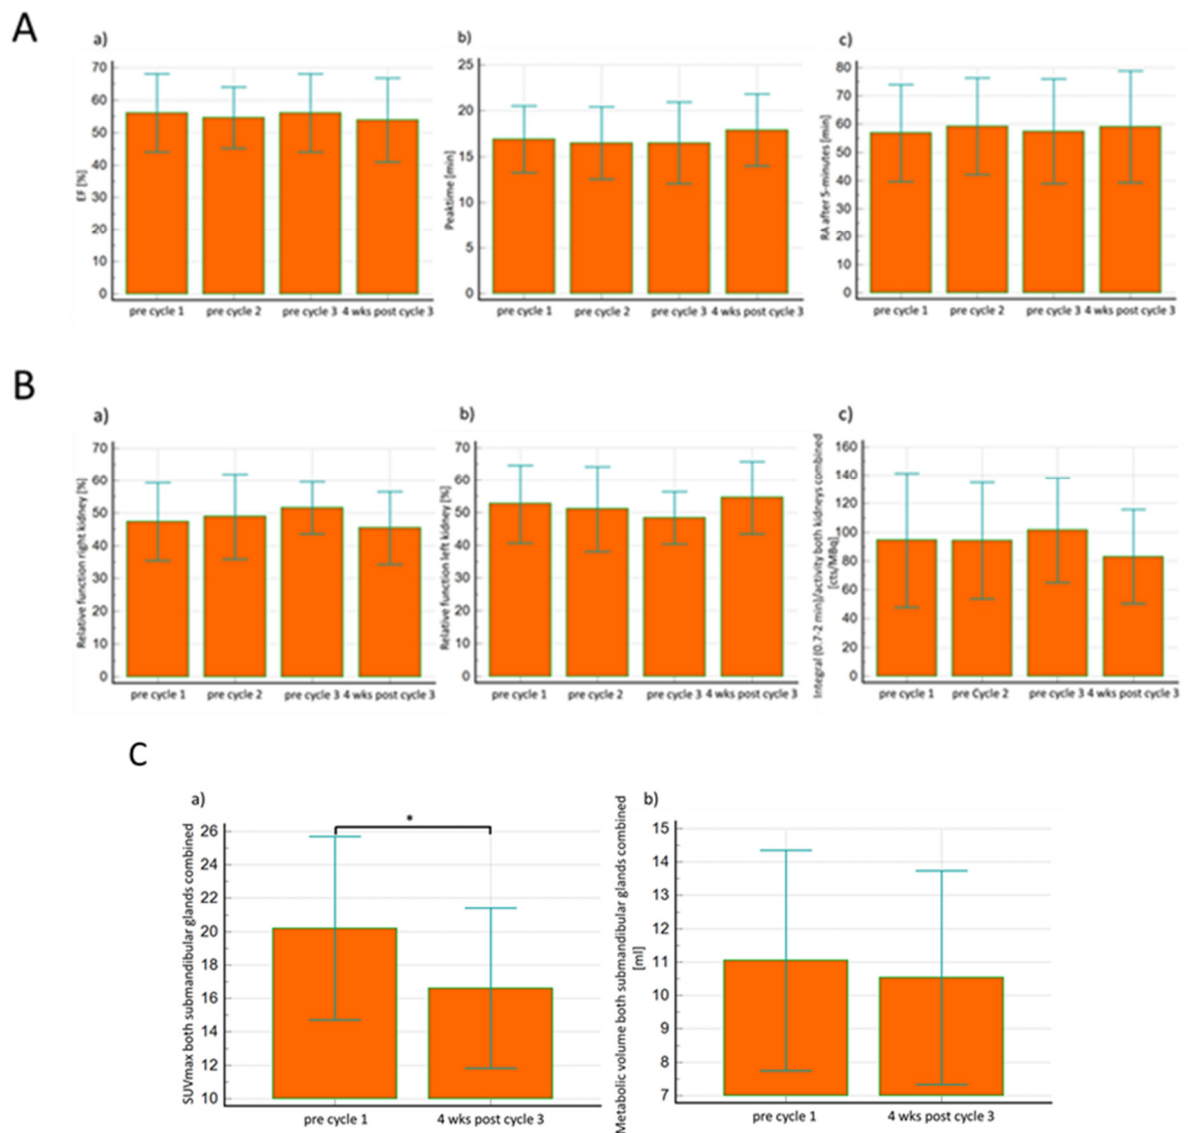 A
a)
EF [%]
70
60
50
40
30
20
10
0
pre cycle 1 pre cycle 2 pre cycle 3 4 wks post cycle 3
b)
Peaktime [min]
25
20
15
10
5
0
pre cycle 1 pre cycle 2 pre cycle 3 4 wks post cycle 3
c)
RA after 5-minutes [min]
80
70
60
50
40
30
20
10
0
pre cycle 1 pre cycle 2 pre cycle 3 4 wks post cycle 3
B
a)
Relative function right kidney [%]
70
60
50
40
30
20
10
0
pre cycle 1 pre cycle 2 pre cycle 3 4 wks post cycle 3
b)
Relative function left kidney [%]
70
60
50
40
30
20
10
0
pre cycle 1 pre cycle 2 pre cycle 3 4 wks post cycle 3
c)
Integral (0.7-2 min)/activity both kidneys combined
[cts/MBq]
160
140
120
100
80
60
40
20
0
pre cycle 1 pre Cycle 2 pre cycle 3 4 wks post cycle 3
C
a)
SUVmax both submandibular glands combined
26
24
22
20
18
16
14
12
10
*
pre cycle 1 4 wks post cycle 3
b)
Metabolic volume both submandibular glands combined
[ml]
15
14
13
12
11
10
9
8
7
pre cycle 1 4 wks post cycle 3